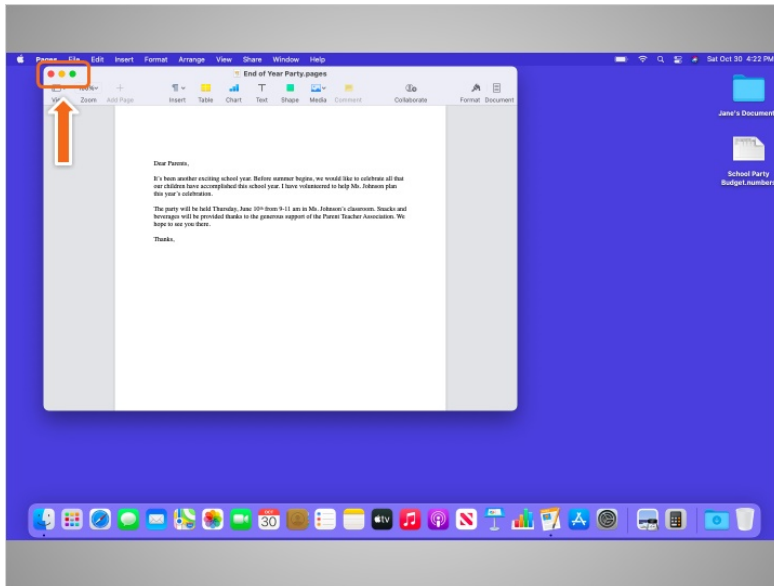 Pages File Edit Insert Format Arrange View Share Window Help
Sat Oct 30 4:22 PM
End of Year Party.pages
View Zoom Add Page Insert Table Chart Text Shape Media Comment Collaborate Format Document
Jane's Document
School Party
Budget.numbers
Dear Parents,
It's been another exciting school year. Before summer begins, we would like to celebrate all that
our children have accomplished this school year. I have volunteered to help Ms. Johnson plan
this year's celebration.
The party will be held Thursday, June 10th from 9-11 am in Ms. Johnson's classroom. Snacks and
beverages will be provided thanks to the generous support of the Parent Teacher Association. We
hope to see you there.
Thanks,
OCT
30
tv